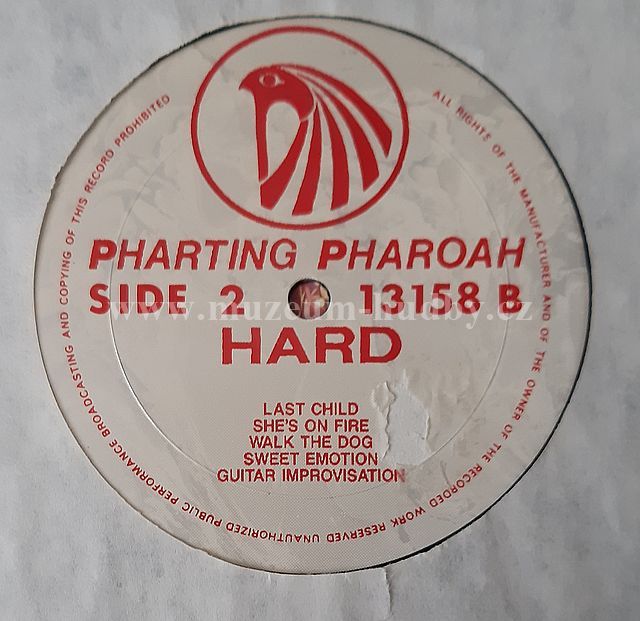 PHARTING PHAROAH
SIDE 2 13158 B
HARD
LAST CHILD
SHE'S ON FIRE
WALK THE DOG
SWEET EMOTION
GUITAR IMPROVISATION
ALL RIGHTS OF THE MANUFACTURER AND OF THE OWNER OF THE RECORDED WORK RESERVED UNAUTHORIZED PUBLIC PERFORMANCE BROADCASTING AND COPYING OF THIS RECORD PROHIBITED
www.muzeum-hudby.cz